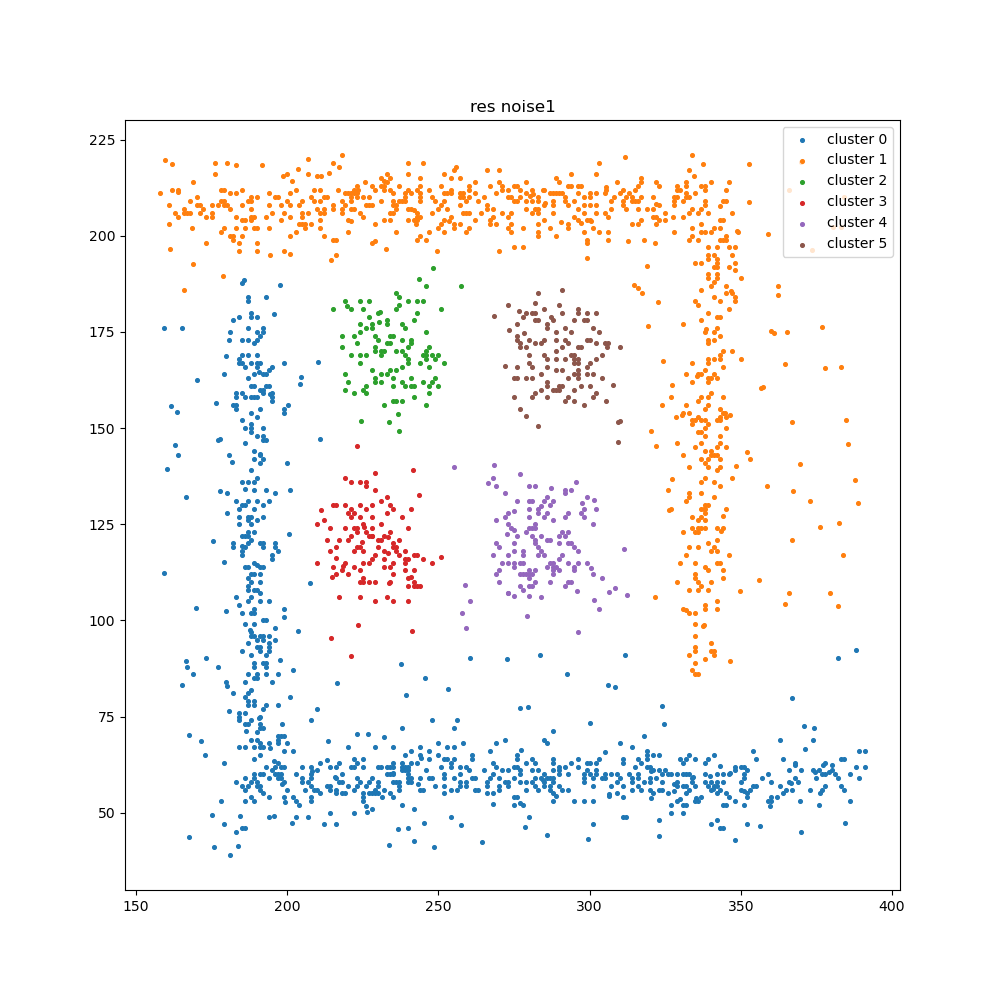 res noise1
cluster 0
cluster 1
cluster 2
cluster 3
cluster 4
cluster 5
225
200
175
150
125
100
75
50
150 200 250 300 350 400